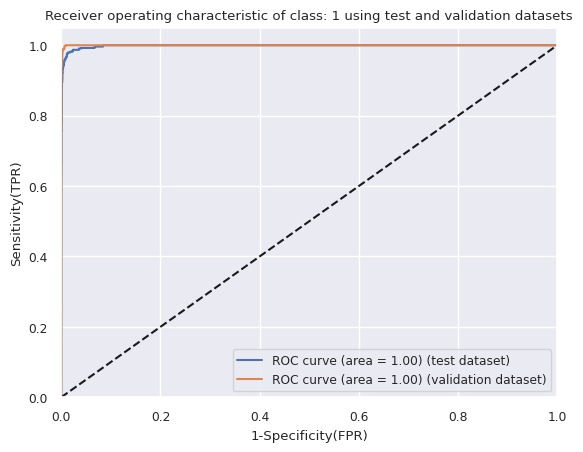 Receiver operating characteristic of class: 1 using test and validation datasets
1.0
0.8
0.6
0.4
0.2
0.0
Sensitivity(TPR)
ROC curve (area = 1.00) (test dataset)
ROC curve (area = 1.00) (validation dataset)
0.0 0.2 0.4 0.6 0.8 1.0
1-Specificity(FPR)